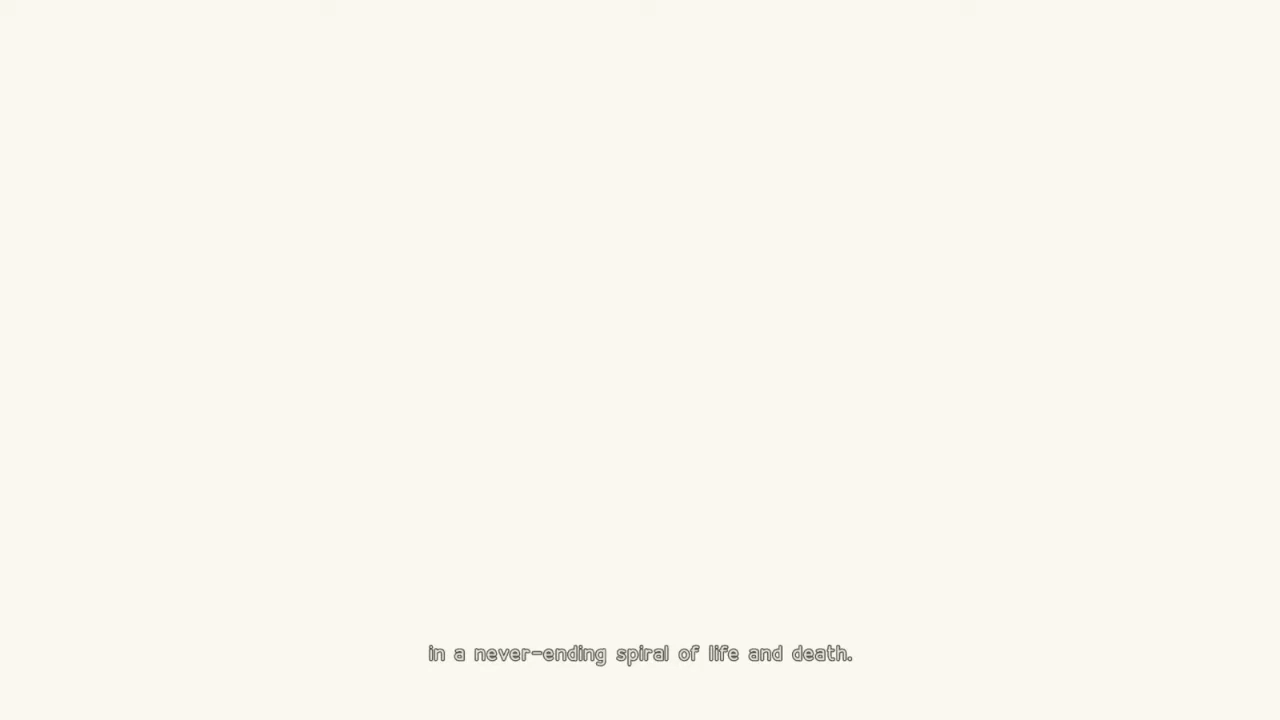 in a never-ending spiral of life and death.